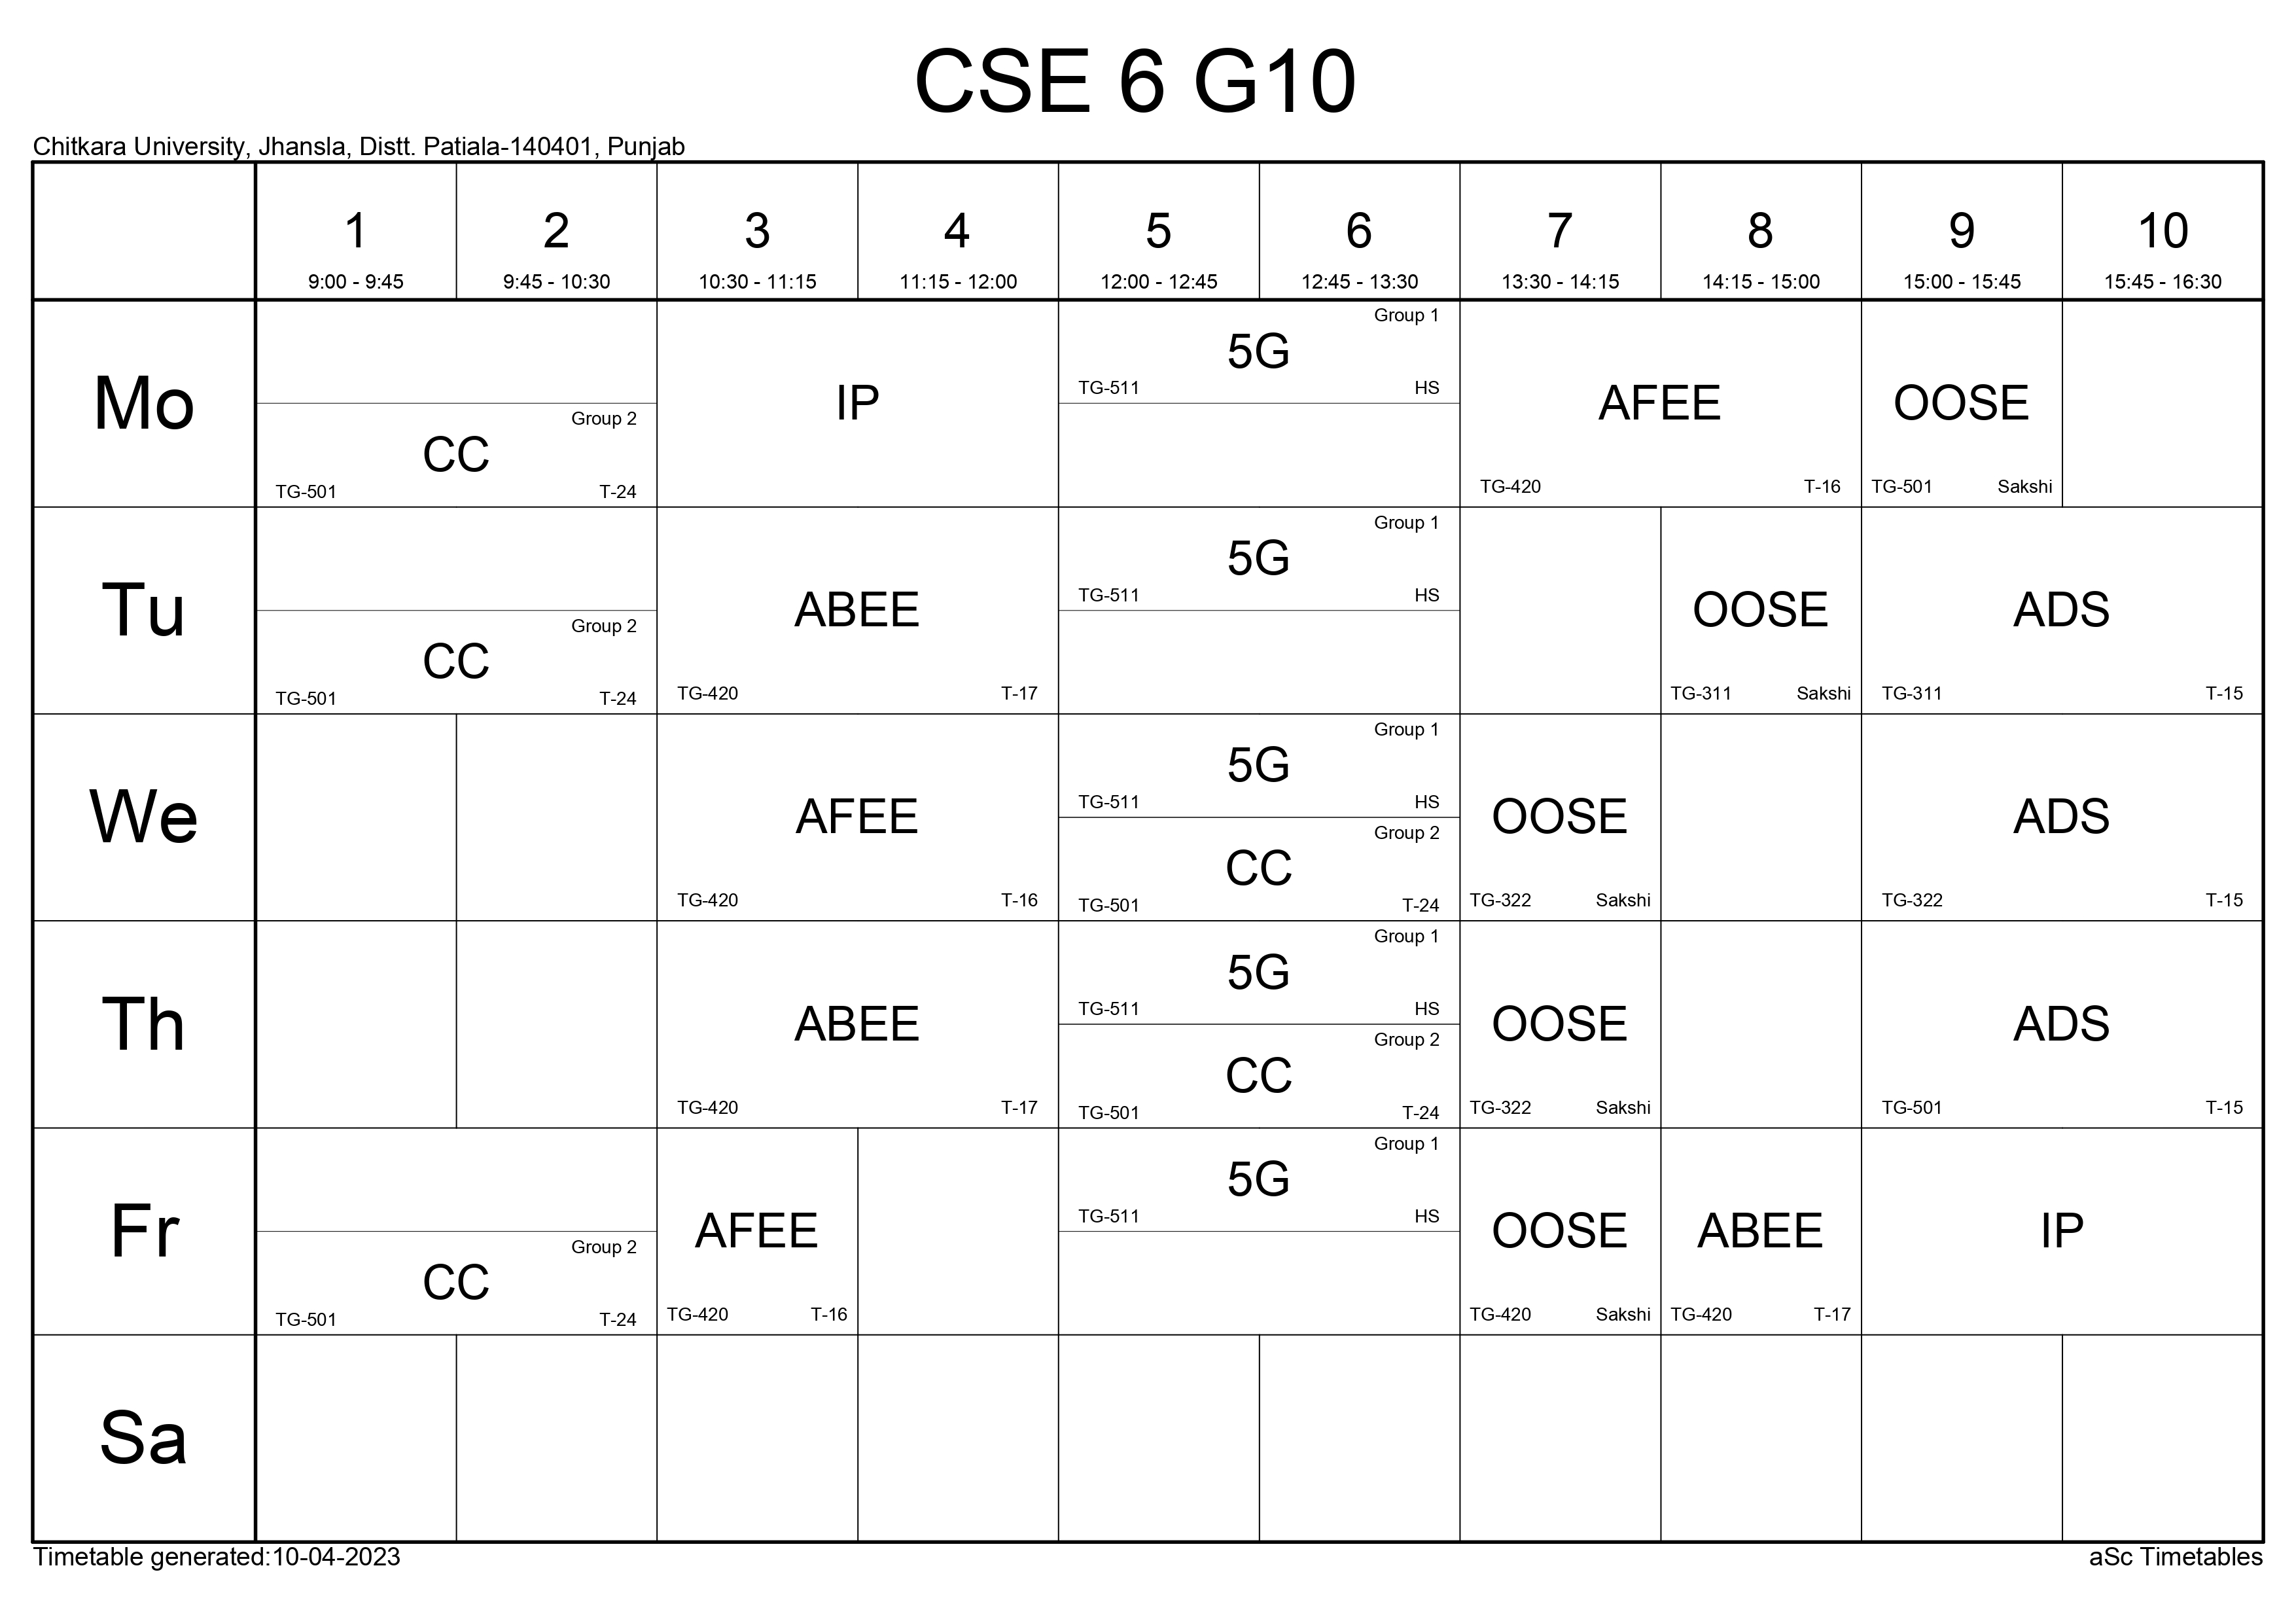 CSE 6 G10
Chitkara University, Jhansla, Distt. Patiala-140401, Punjab
1 2 3 4 5 6 7 8 9 10
9:00 - 9:45 9:45 - 10:30 10:30 - 11:15 11:15 - 12:00 12:00 - 12:45 12:45 - 13:30 13:30 - 14:15 14:15 - 15:00 15:00 - 15:45 15:45 - 16:30
Mo
Group 2
CC
TG-501 T-24
IP
Group 1
5G
TG-511 HS
AFEE
TG-420 T-16
OOSE
TG-501 Sakshi
Tu
Group 2
CC
TG-501 T-24
ABEE
TG-420 T-17
Group 1
5G
TG-511 HS
OOSE
TG-311 Sakshi
ADS
TG-311 T-15
We
AFEE
TG-420 T-16
Group 1
5G
TG-511 HS
Group 2
CC
TG-501 T-24
OOSE
TG-322 Sakshi
ADS
TG-322 T-15
Th
ABEE
TG-420 T-17
Group 1
5G
TG-511 HS
Group 2
CC
TG-501 T-24
OOSE
TG-322 Sakshi
ADS
TG-501 T-15
Fr
Group 2
CC
TG-501 T-24
AFEE
TG-420 T-16
Group 1
5G
TG-511 HS
OOSE
TG-420 Sakshi
ABEE
TG-420 T-17
IP
Sa
Timetable generated:10-04-2023
aSc Timetables